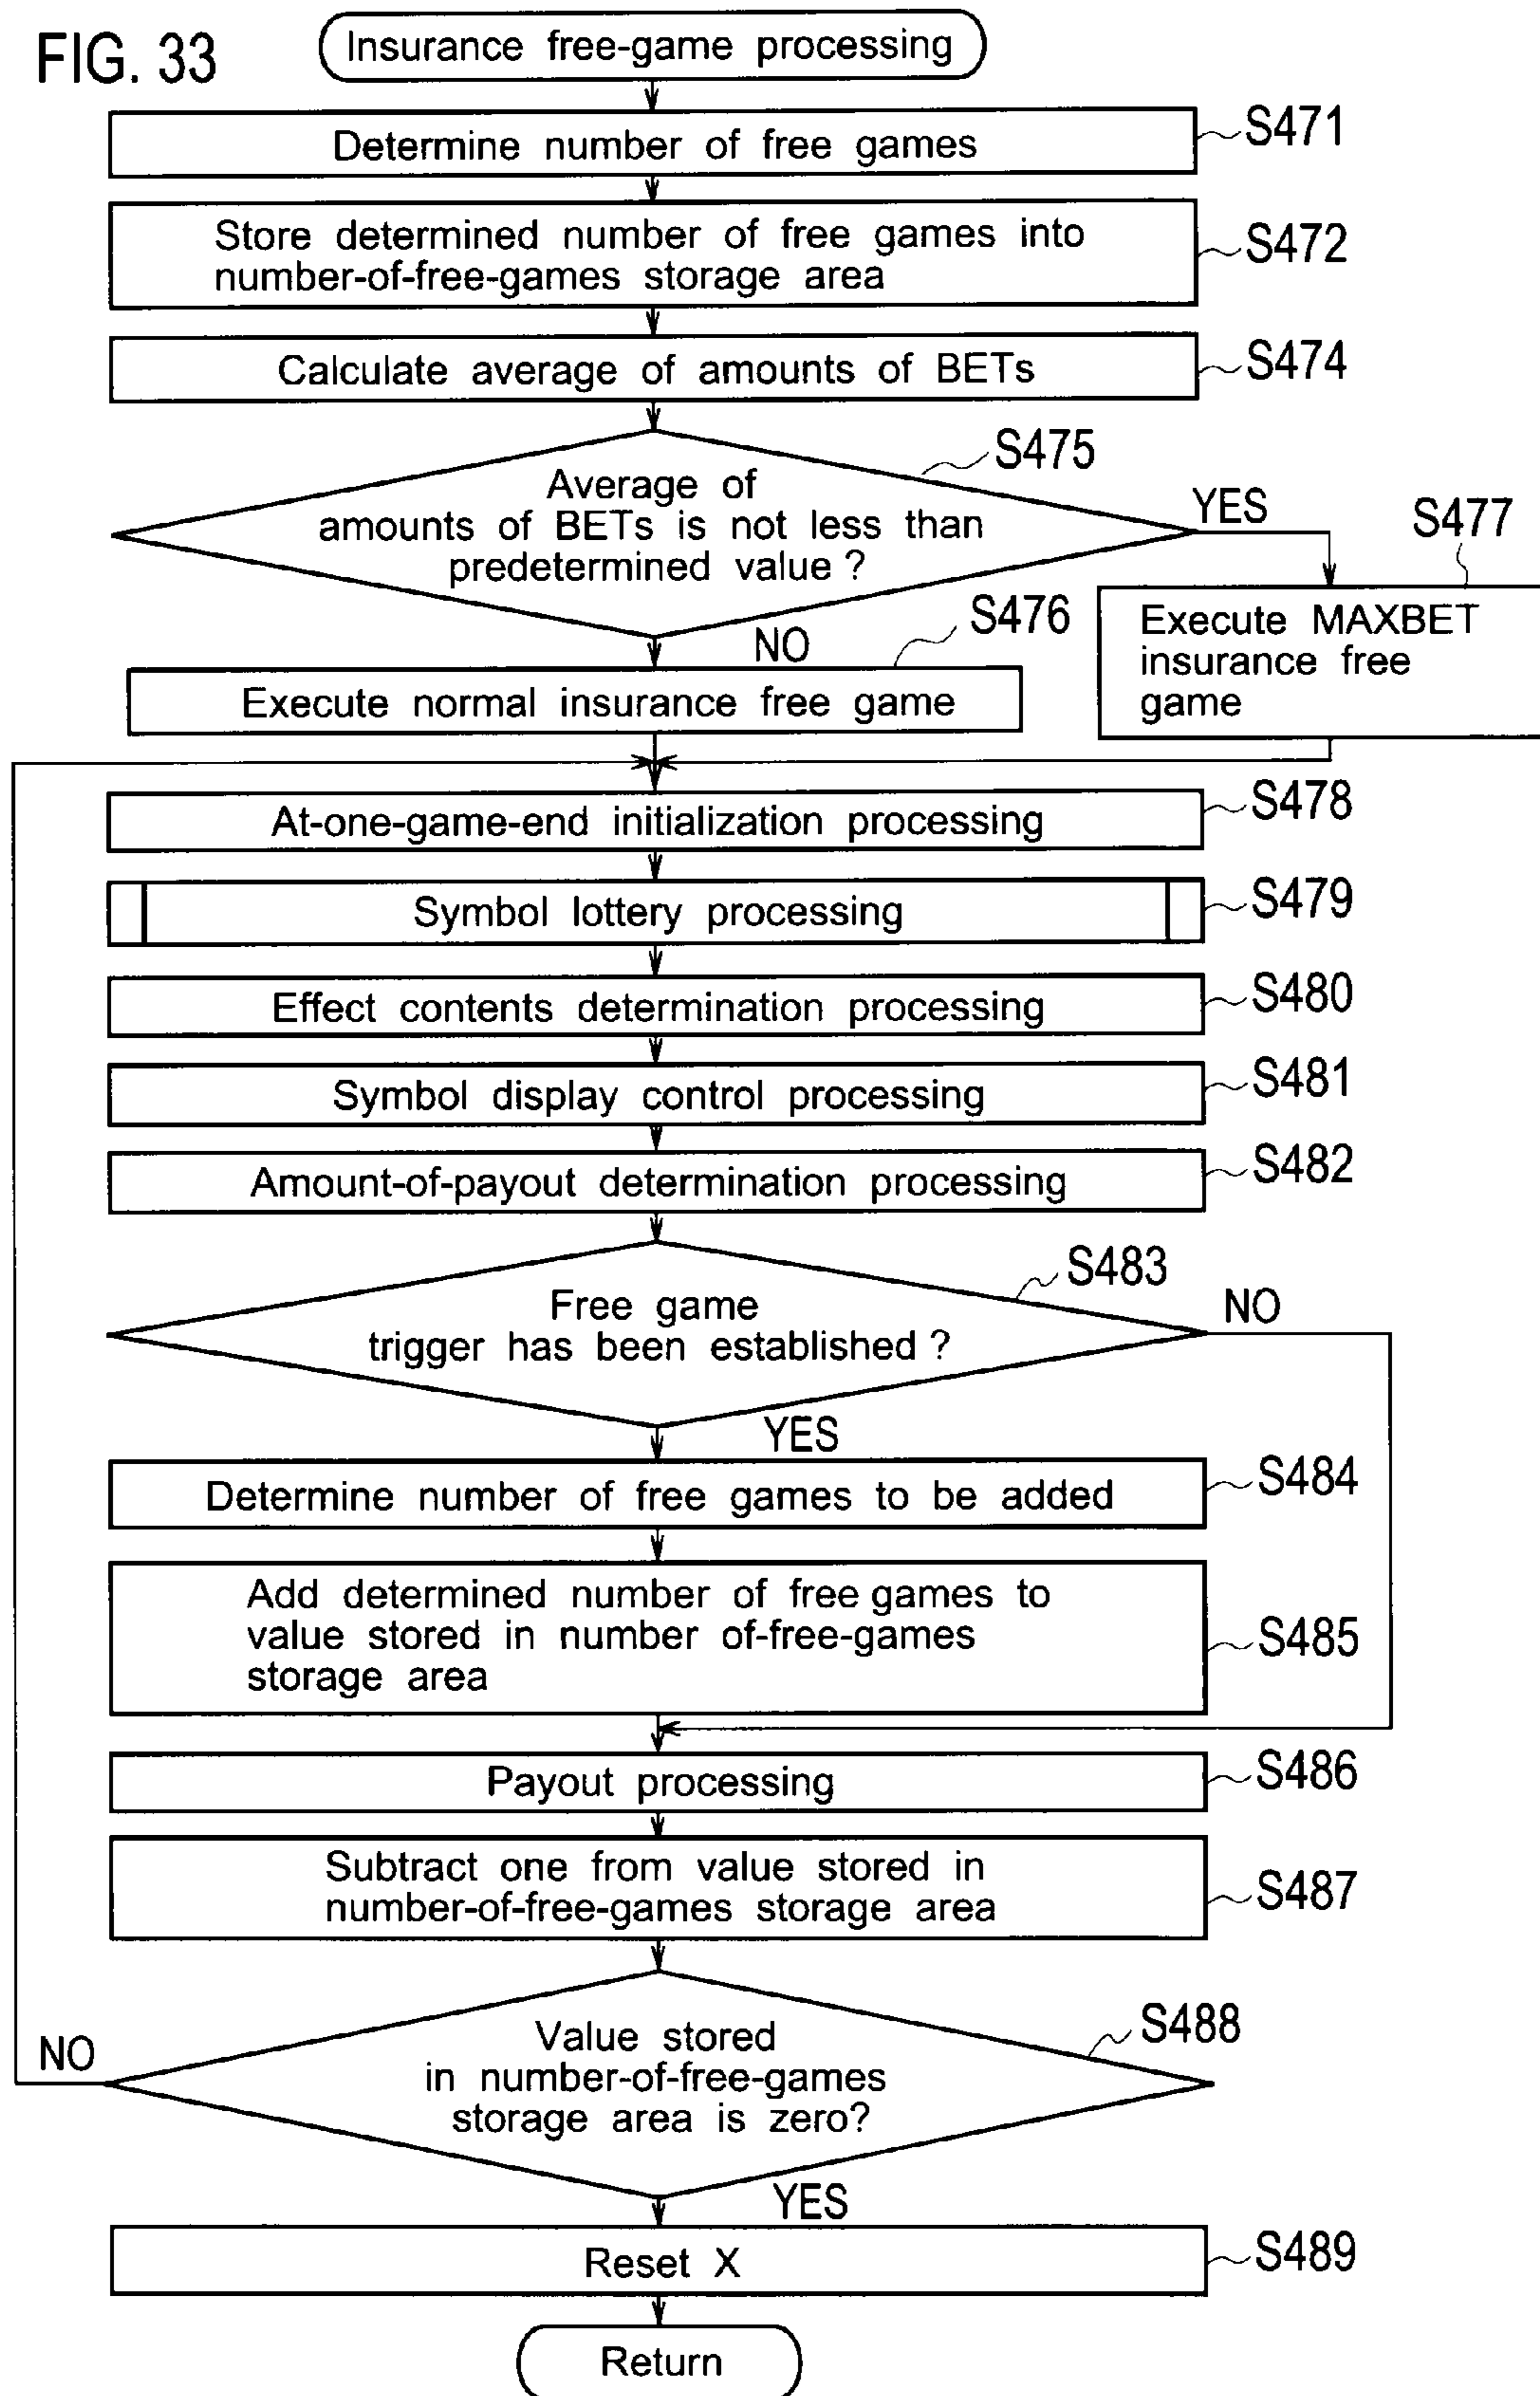 FIG. 33
Insurance free-game processing
Determine number of free games
S471
Store determined number of free games into
number-of-free-games storage area
S472
Calculate average of amounts of BETs
S474
S475
Average of
amounts of BETs is not less than
predetermined value ?
YES
S477
Execute MAXBET
insurance free
game
NO
S476
Execute normal insurance free game
At-one-game-end initialization processing
S478
Symbol lottery processing
S479
Effect contents determination processing
S480
Symbol display control processing
S481
Amount-of-payout determination processing
S482
S483
Free game
trigger has been established ?
NO
YES
Determine number of free games to be added
S484
Add determined number of free games to
value stored in number of-free-games
storage area
S485
Payout processing
S486
Subtract one from value stored in
number-of-free-games storage area
S487
S488
Value stored
in number-of-free-games
storage area is zero?
NO
YES
Reset X
S489
Return